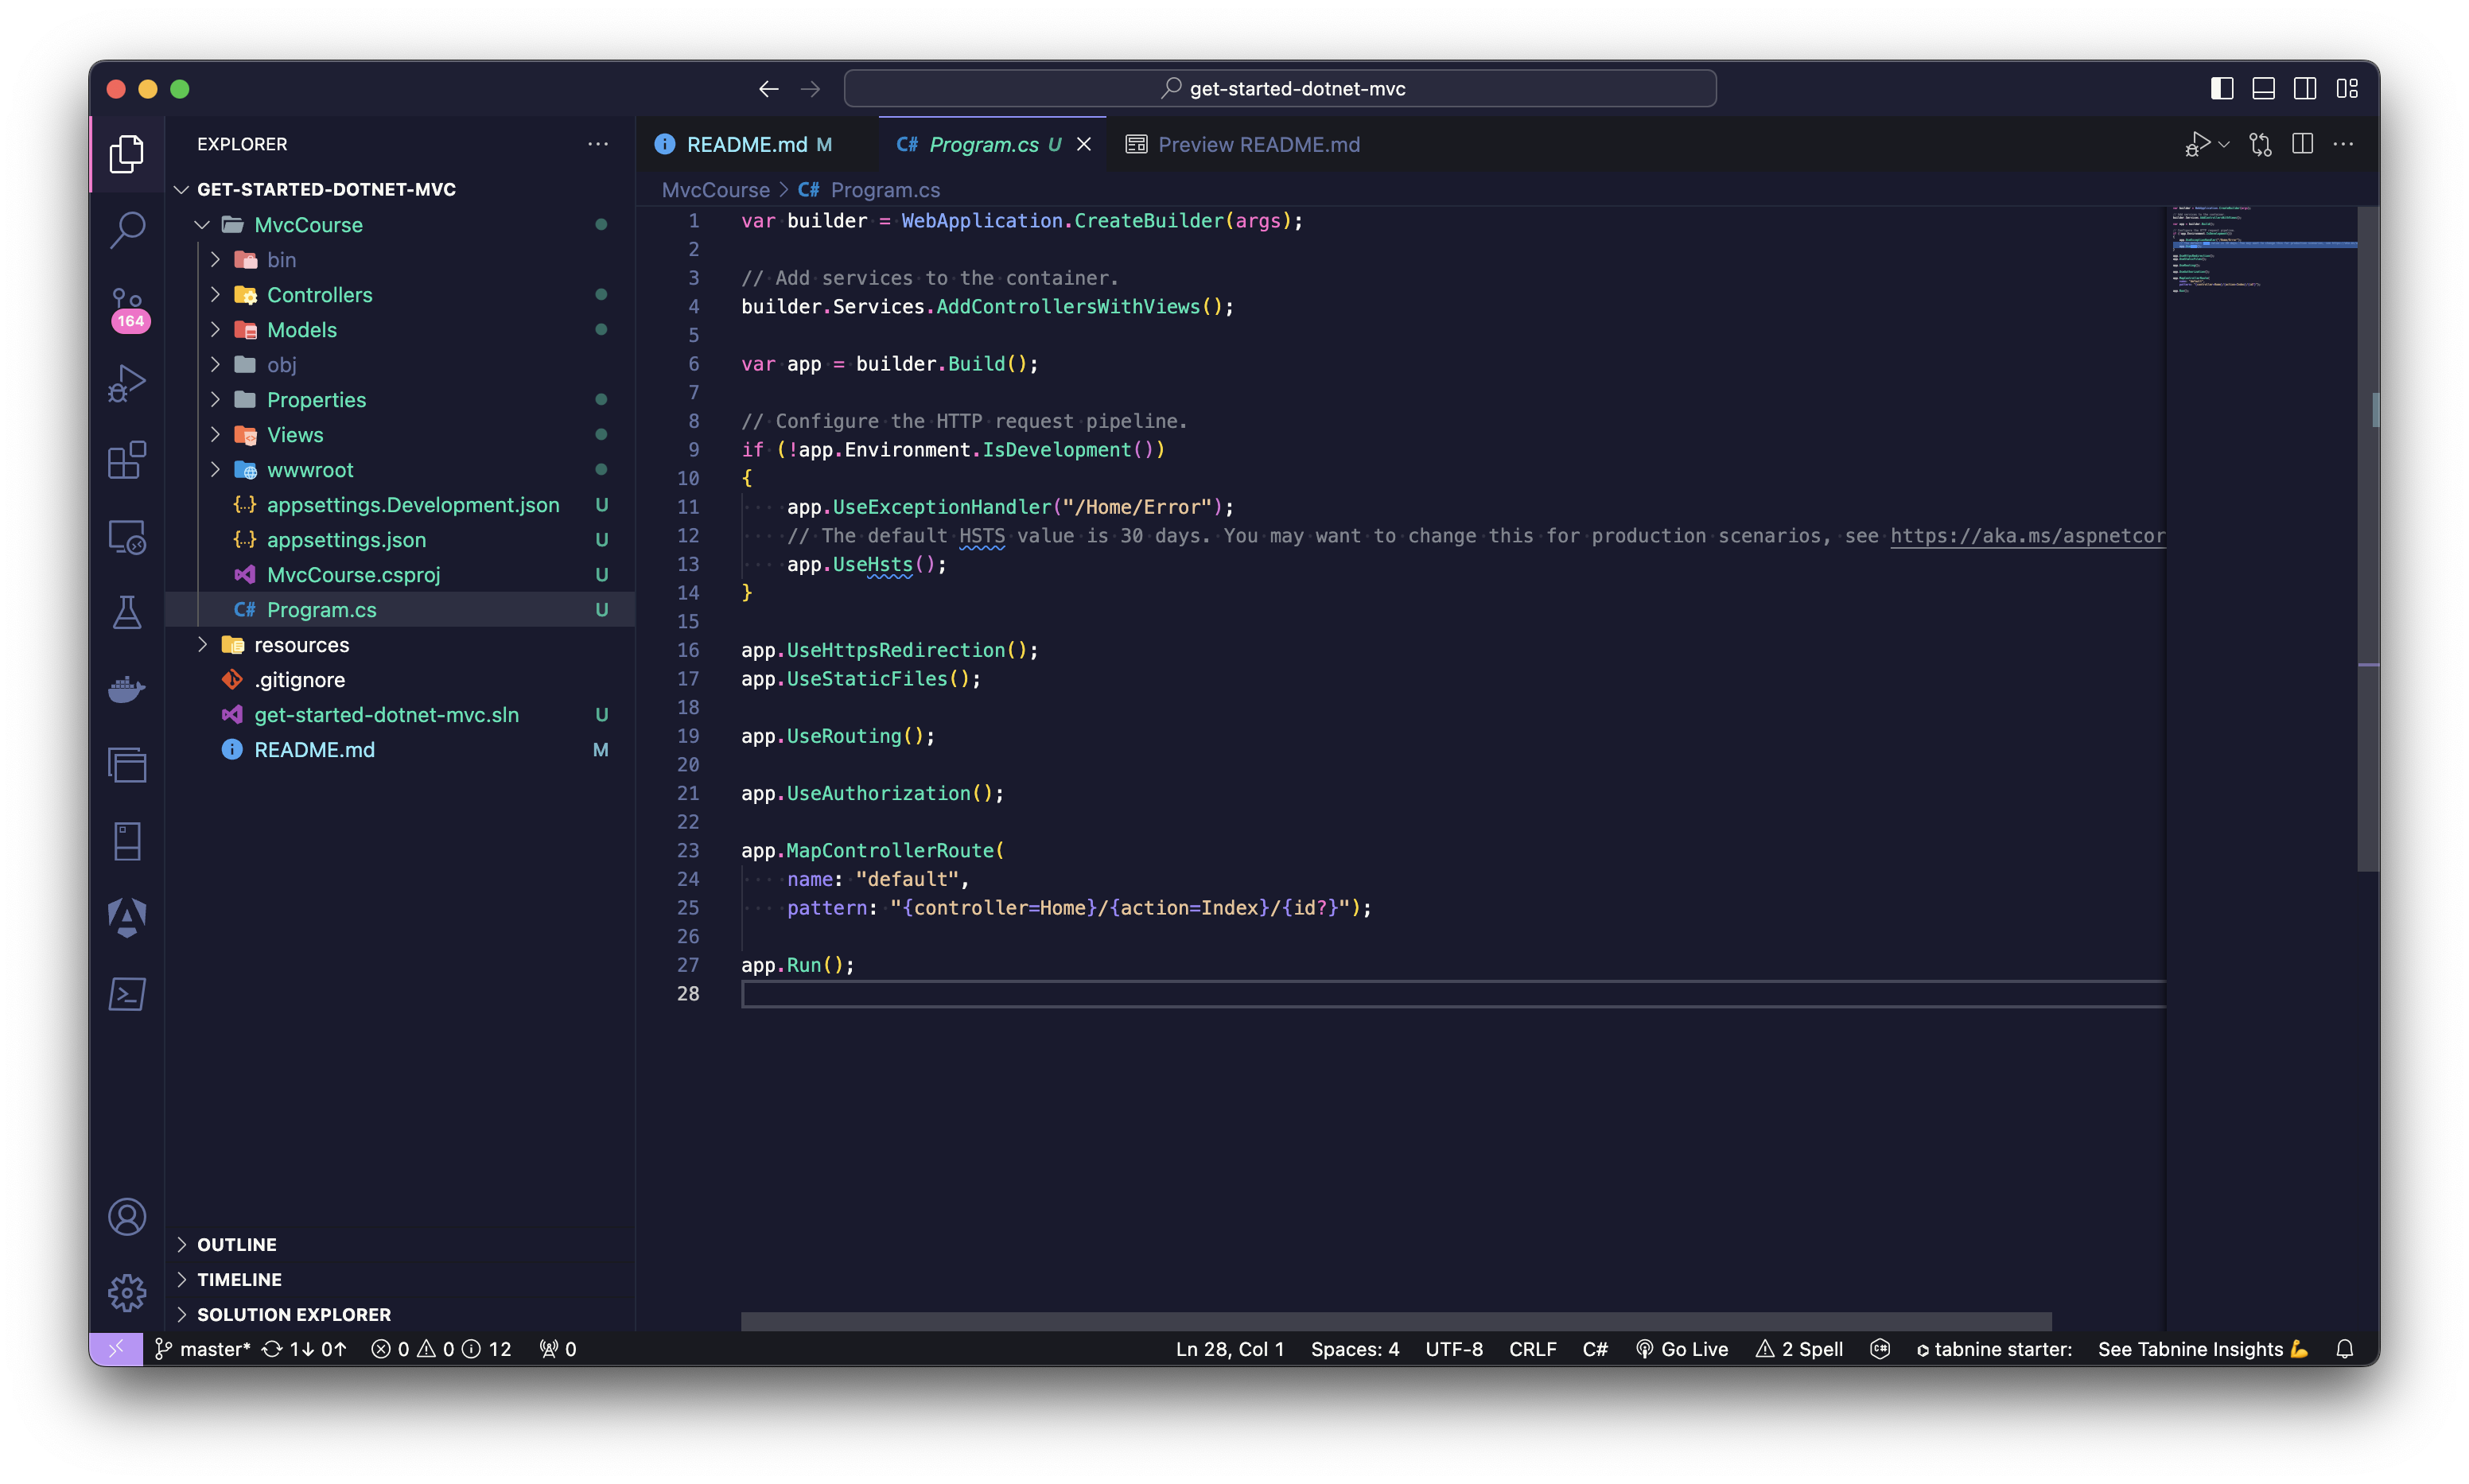 get-started-dotnet-mvc
EXPLORER
GET-STARTED-DOTNET-MVC
MvcCourse
bin
Controllers
Models
obj
Properties
Views
wwwroot
{..} appsettings.Development.json U
{..} appsettings.json U
MvcCourse.csproj U
C# Program.cs U
resources
.gitignore
get-started-dotnet-mvc.sln U
README.md M
OUTLINE
TIMELINE
SOLUTION EXPLORER
164
README.md M C# Program.cs U Preview README.md
MvcCourse > C# Program.cs
1 var builder = WebApplication.CreateBuilder(args);
2
3 // Add services to the container.
4 builder.Services.AddControllersWithViews();
5
6 var app = builder.Build();
7
8 // Configure the HTTP request pipeline.
9 if (!app.Environment.IsDevelopment())
10 {
11 app.UseExceptionHandler("/Home/Error");
12 // The default HSTS value is 30 days. You may want to change this for production scenarios, see https://aka.ms/aspnetcor
13 app.UseHsts();
14 }
15
16 app.UseHttpsRedirection();
17 app.UseStaticFiles();
18
19 app.UseRouting();
20
21 app.UseAuthorization();
22
23 app.MapControllerRoute(
24 name: "default",
25 pattern: "{controller=Home}/{action=Index}/{id?}");
26
27 app.Run();
28
master* 1↓ 0↑ 0 0 12 0 Ln 28, Col 1 Spaces: 4 UTF-8 CRLF C# Go Live 2 Spell tabnine starter: See Tabnine Insights 💪